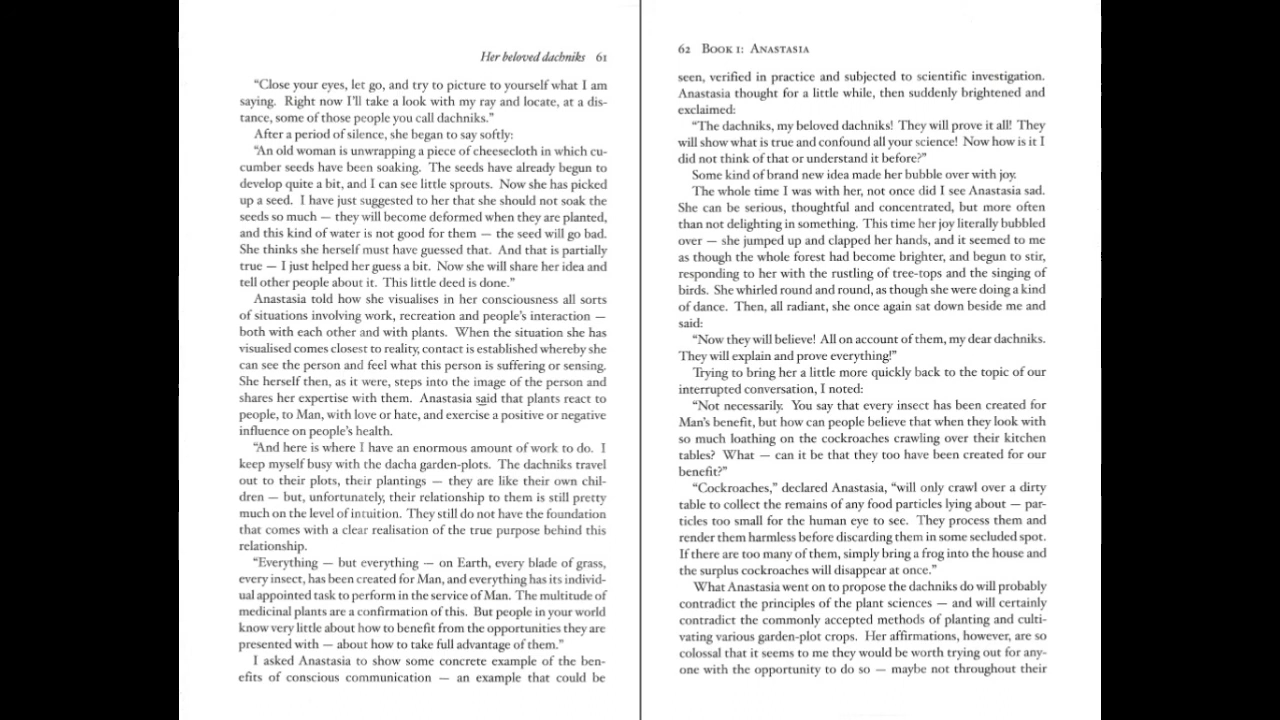 Her beloved dachniks 61
“Close your eyes, let go, and try to picture to yourself what I am
saying. Right now I’ll take a look with my ray and locate, at a dis-
tance, some of those people you call dachniks.”
After a period of silence, she began to say softly:
“An old woman is unwrapping a piece of cheesecloth in which cu-
cumber seeds have been soaking. The seeds have already begun to
develop quite a bit, and I can see little sprouts. Now she has picked
up a seed. I have just suggested to her that she should not soak the
seeds so much — they will become deformed when they are planted,
and this kind of water is not good for them — the seed will go bad.
She thinks she herself must have guessed that. And that is partially
true — I just helped her guess a bit. Now she will share her idea and
tell other people about it. This little deed is done.”
Anastasia told how she visualises in her consciousness all sorts
of situations involving work, recreation and people’s interaction —
both with each other and with plants. When the situation she has
visualised comes closest to reality, contact is established whereby she
can see the person and feel what this person is suffering or sensing.
She herself then, as it were, steps into the image of the person and
shares her expertise with them. Anastasia said that plants react to
people, to Man, with love or hate, and exercise a positive or negative
influence on people’s health.
“And here is where I have an enormous amount of work to do. I
keep myself busy with the dacha garden-plots. The dachniks travel
out to their plots, their plantings — they are like their own chil-
dren — but, unfortunately, their relationship to them is still pretty
much on the level of intuition. They still do not have the foundation
that comes with a clear realisation of the true purpose behind this
relationship.
“Everything — but everything — on Earth, every blade of grass,
every insect, has been created for Man, and everything has its individ-
ual appointed task to perform in the service of Man. The multitude of
medicinal plants are a confirmation of this. But people in your world
know very little about how to benefit from the opportunities they are
presented with — about how to take full advantage of them.”
I asked Anastasia to show some concrete example of the ben-
efits of conscious communication — an example that could be
62 Book 1: Anastasia
seen, verified in practice and subjected to scientific investigation.
Anastasia thought for a little while, then suddenly brightened and
exclaimed:
“The dachniks, my beloved dachniks! They will prove it all! They
will show what is true and confound all your science! Now how is it I
did not think of that or understand it before?”
Some kind of brand new idea made her bubble over with joy.
The whole time I was with her, not once did I see Anastasia sad.
She can be serious, thoughtful and concentrated, but more often
than not delighting in something. This time her joy literally bubbled
over — she jumped up and clapped her hands, and it seemed to me
as though the whole forest had become brighter, and begun to stir,
responding to her with the rustling of tree-tops and the singing of
birds. She whirled round and round, as though she were doing a kind
of dance. Then, all radiant, she once again sat down beside me and
said:
“Now they will believe! All on account of them, my dear dachniks.
They will explain and prove everything!”
Trying to bring her a little more quickly back to the topic of our
interrupted conversation, I noted:
“Not necessarily. You say that every insect has been created for
Man’s benefit, but how can people believe that when they look with
so much loathing on the cockroaches crawling over their kitchen
tables? What — can it be that they too have been created for our
benefit?”
“Cockroaches,” declared Anastasia, “will only crawl over a dirty
table to collect the remains of any food particles lying about — par-
ticles too small for the human eye to see. They process them and
render them harmless before discarding them in some secluded spot.
If there are too many of them, simply bring a frog into the house and
the surplus cockroaches will disappear at once.”
What Anastasia went on to propose the dachniks do will probably
contradict the principles of the plant sciences — and will certainly
contradict the commonly accepted methods of planting and culti-
vating various garden-plot crops. Her affirmations, however, are so
colossal that it seems to me they would be worth trying out for any-
one with the opportunity to do so — maybe not throughout their